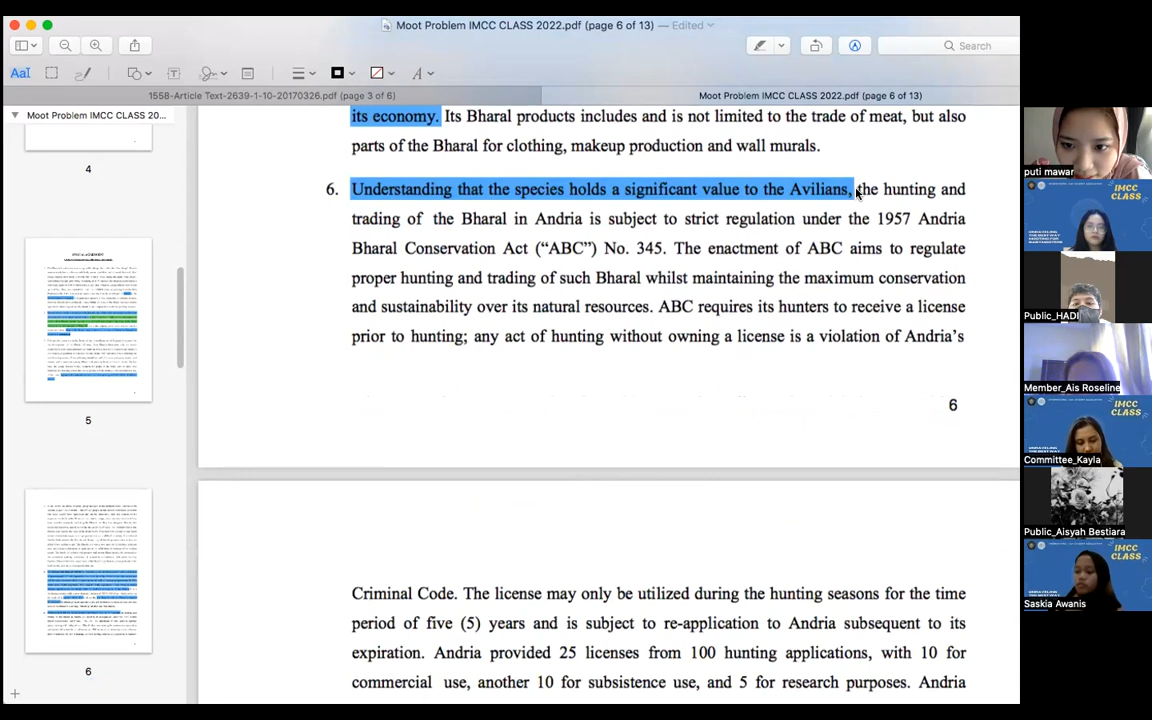 Moot Problem IMCC CLASS 2022.pdf (page 6 of 13) — Edited
Search
1558-Article Text-2639-1-10-20170326.pdf (page 3 of 6)
Moot Problem IMCC CLASS 2022.pdf (page 6 of 13)
Moot Problem IMCC CLASS 20...
4
5
6
its economy. Its Bharal products includes and is not limited to the trade of meat, but also
parts of the Bharal for clothing, makeup production and wall murals.
6. Understanding that the species holds a significant value to the Avilians, the hunting and
trading of the Bharal in Andria is subject to strict regulation under the 1957 Andria
Bharal Conservation Act (“ABC”) No. 345. The enactment of ABC aims to regulate
proper hunting and trading of such Bharal whilst maintaining the maximum conservation
and sustainability over its natural resources. ABC requires its hunters to receive a license
prior to hunting; any act of hunting without owning a license is a violation of Andria’s
6
Criminal Code. The license may only be utilized during the hunting seasons for the time
period of five (5) years and is subject to re-application to Andria subsequent to its
expiration. Andria provided 25 licenses from 100 hunting applications, with 10 for
commercial use, another 10 for subsistence use, and 5 for research purposes. Andria
puti mawar
IMCC
CLASS
Public_HADI
Member_Ais Roseline
IMCC
CLASS
Committee_Kayla
Public_Aisyah Bestiara
IMCC
CLASS
Saskia Awanis